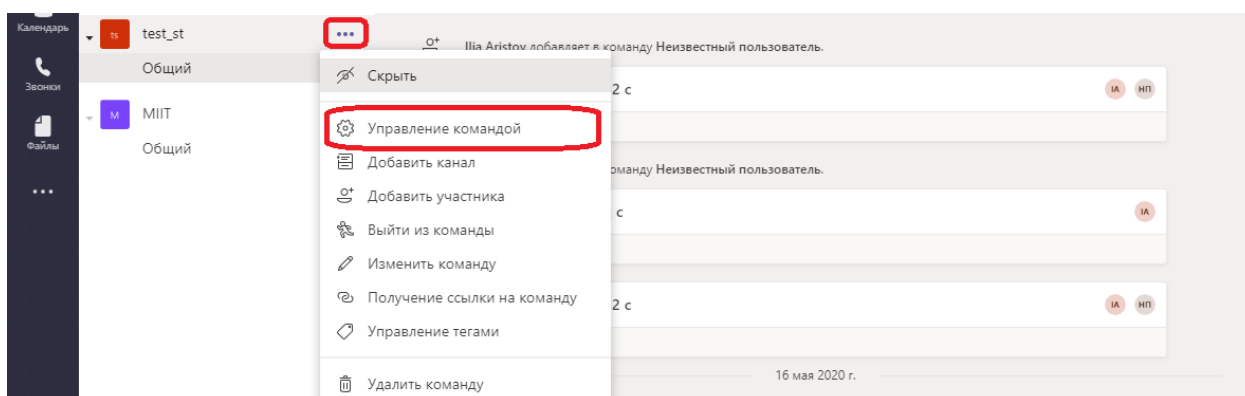 Календарь
Звонки
Файлы
ts test_st
Общий
M MIIT
Общий
Скрыть
Управление командой
Добавить канал
Добавить участника
Выйти из команды
Изменить команду
Получение ссылки на команду
Управление тегами
Удалить команду
Ilia Aristov добавляет в команду Неизвестный пользователь.
2 с IA НП
оманду Неизвестный пользователь.
с IA
2 с IA НП
16 мая 2020 г.